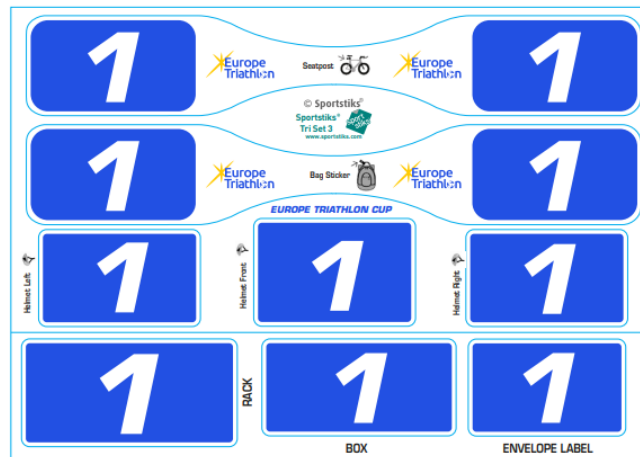 1
Europe
Triathlon
Seatpost
Europe
Triathlon
1
© Sportstiks®
Sportstiks®
Tri Set 3
www.sportstiks.com
Sport
stiks
1
Europe
Triathlon
Bag Sticker
Europe
Triathlon
1
EUROPE TRIATHLON CUP
Helmet Left
1
Helmet Front
1
Helmet Right
1
1
RACK
1
BOX
1
ENVELOPE LABEL